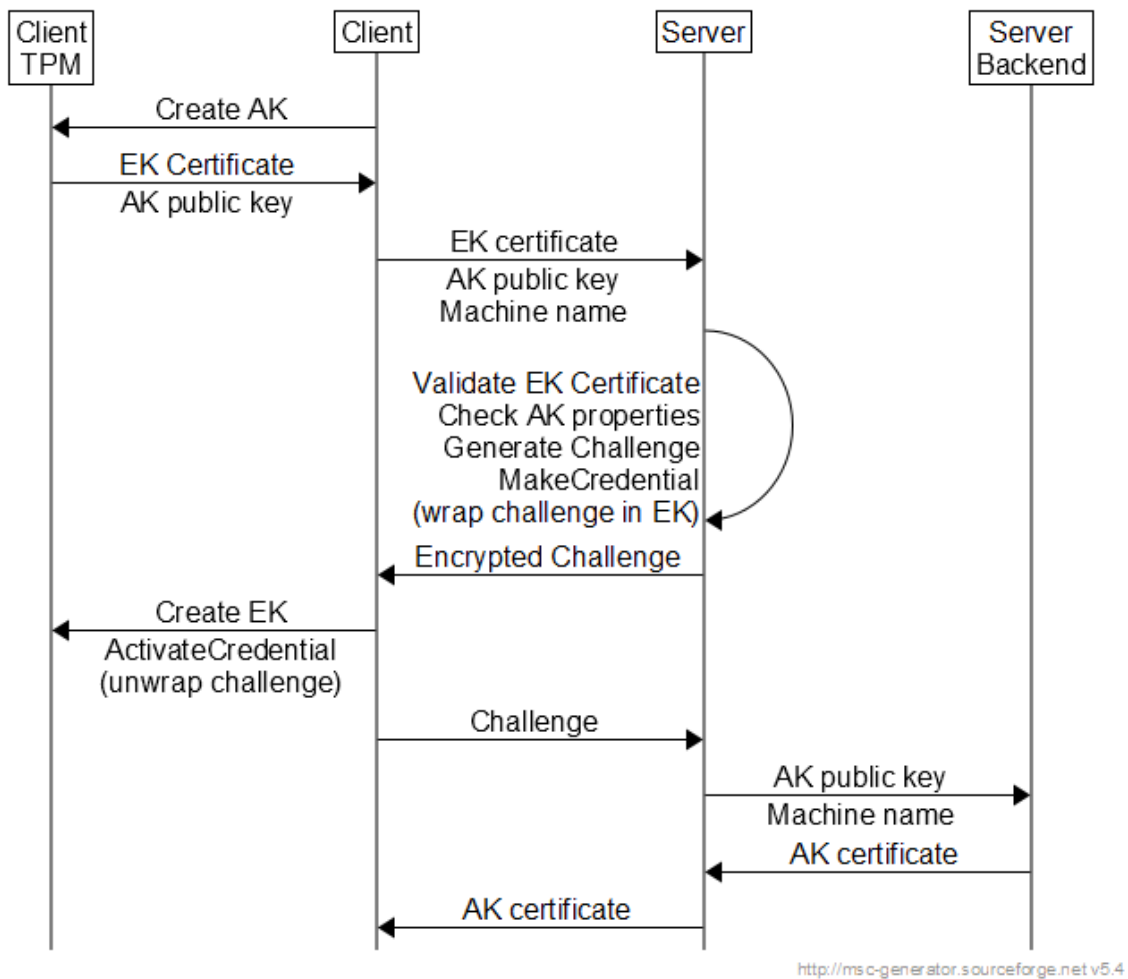 Client
TPM
Client
Server
Server
Backend
Create AK
EK Certificate
AK public key
EK certificate
AK public key
Machine name
Validate EK Certificate
Check AK properties
Generate Challenge
MakeCredential
(wrap challenge in EK)
Encrypted Challenge
Create EK
ActivateCredential
(unwrap challenge)
Challenge
AK public key
Machine name
AK certificate
AK certificate
http://msc-generator.sourceforge.net v5.4